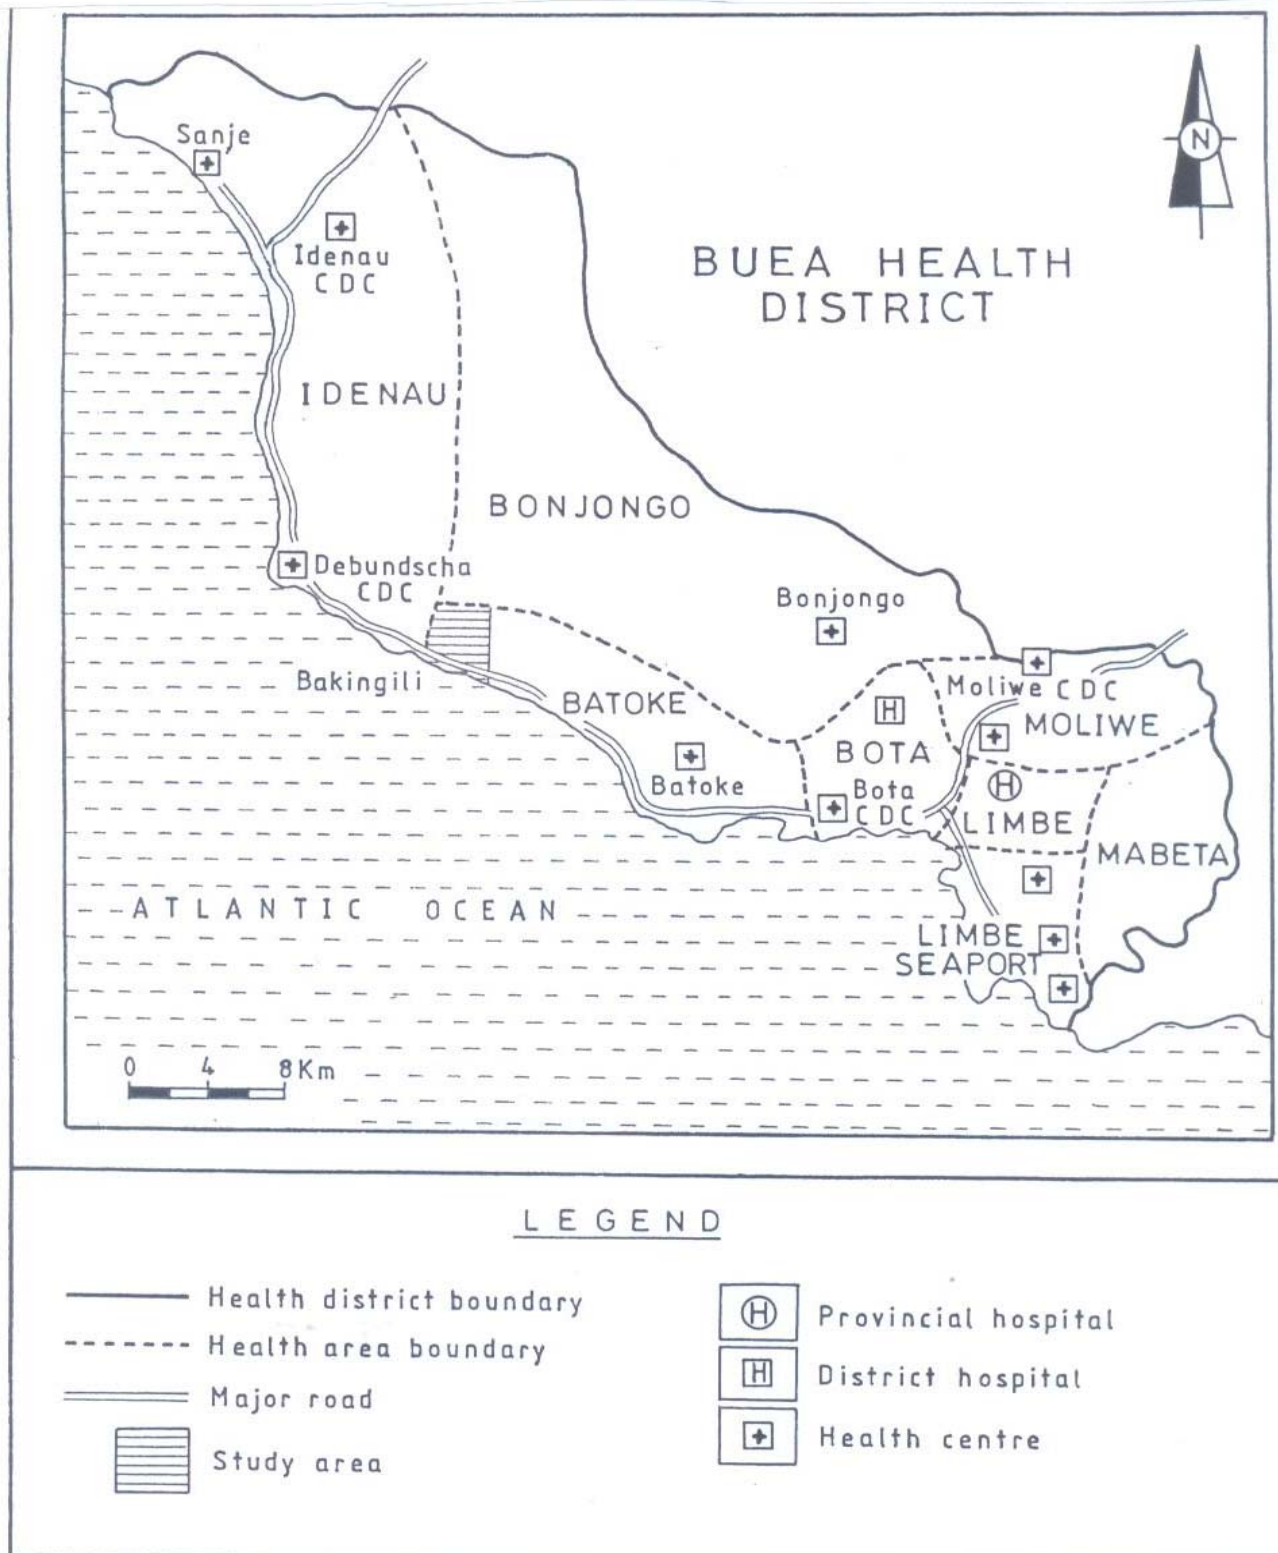 N
Sanje
Idenau
CDC
BUEA HEALTH
DISTRICT
IDENAU
BONJONGO
Debundscha
CDC
Bonjongo
Bakingili
BATOKE
Moliwe CDC
MOLIWE
H
BOTA
Batoke
Bota
CDC
H
LIMBE
MABETA
ATLANTIC OCEAN
LIMBE
SEAPORT
0 4 8 Km
LEGEND
Health district boundary
Health area boundary
Major road
Study area
H Provincial hospital
H District hospital
Health centre